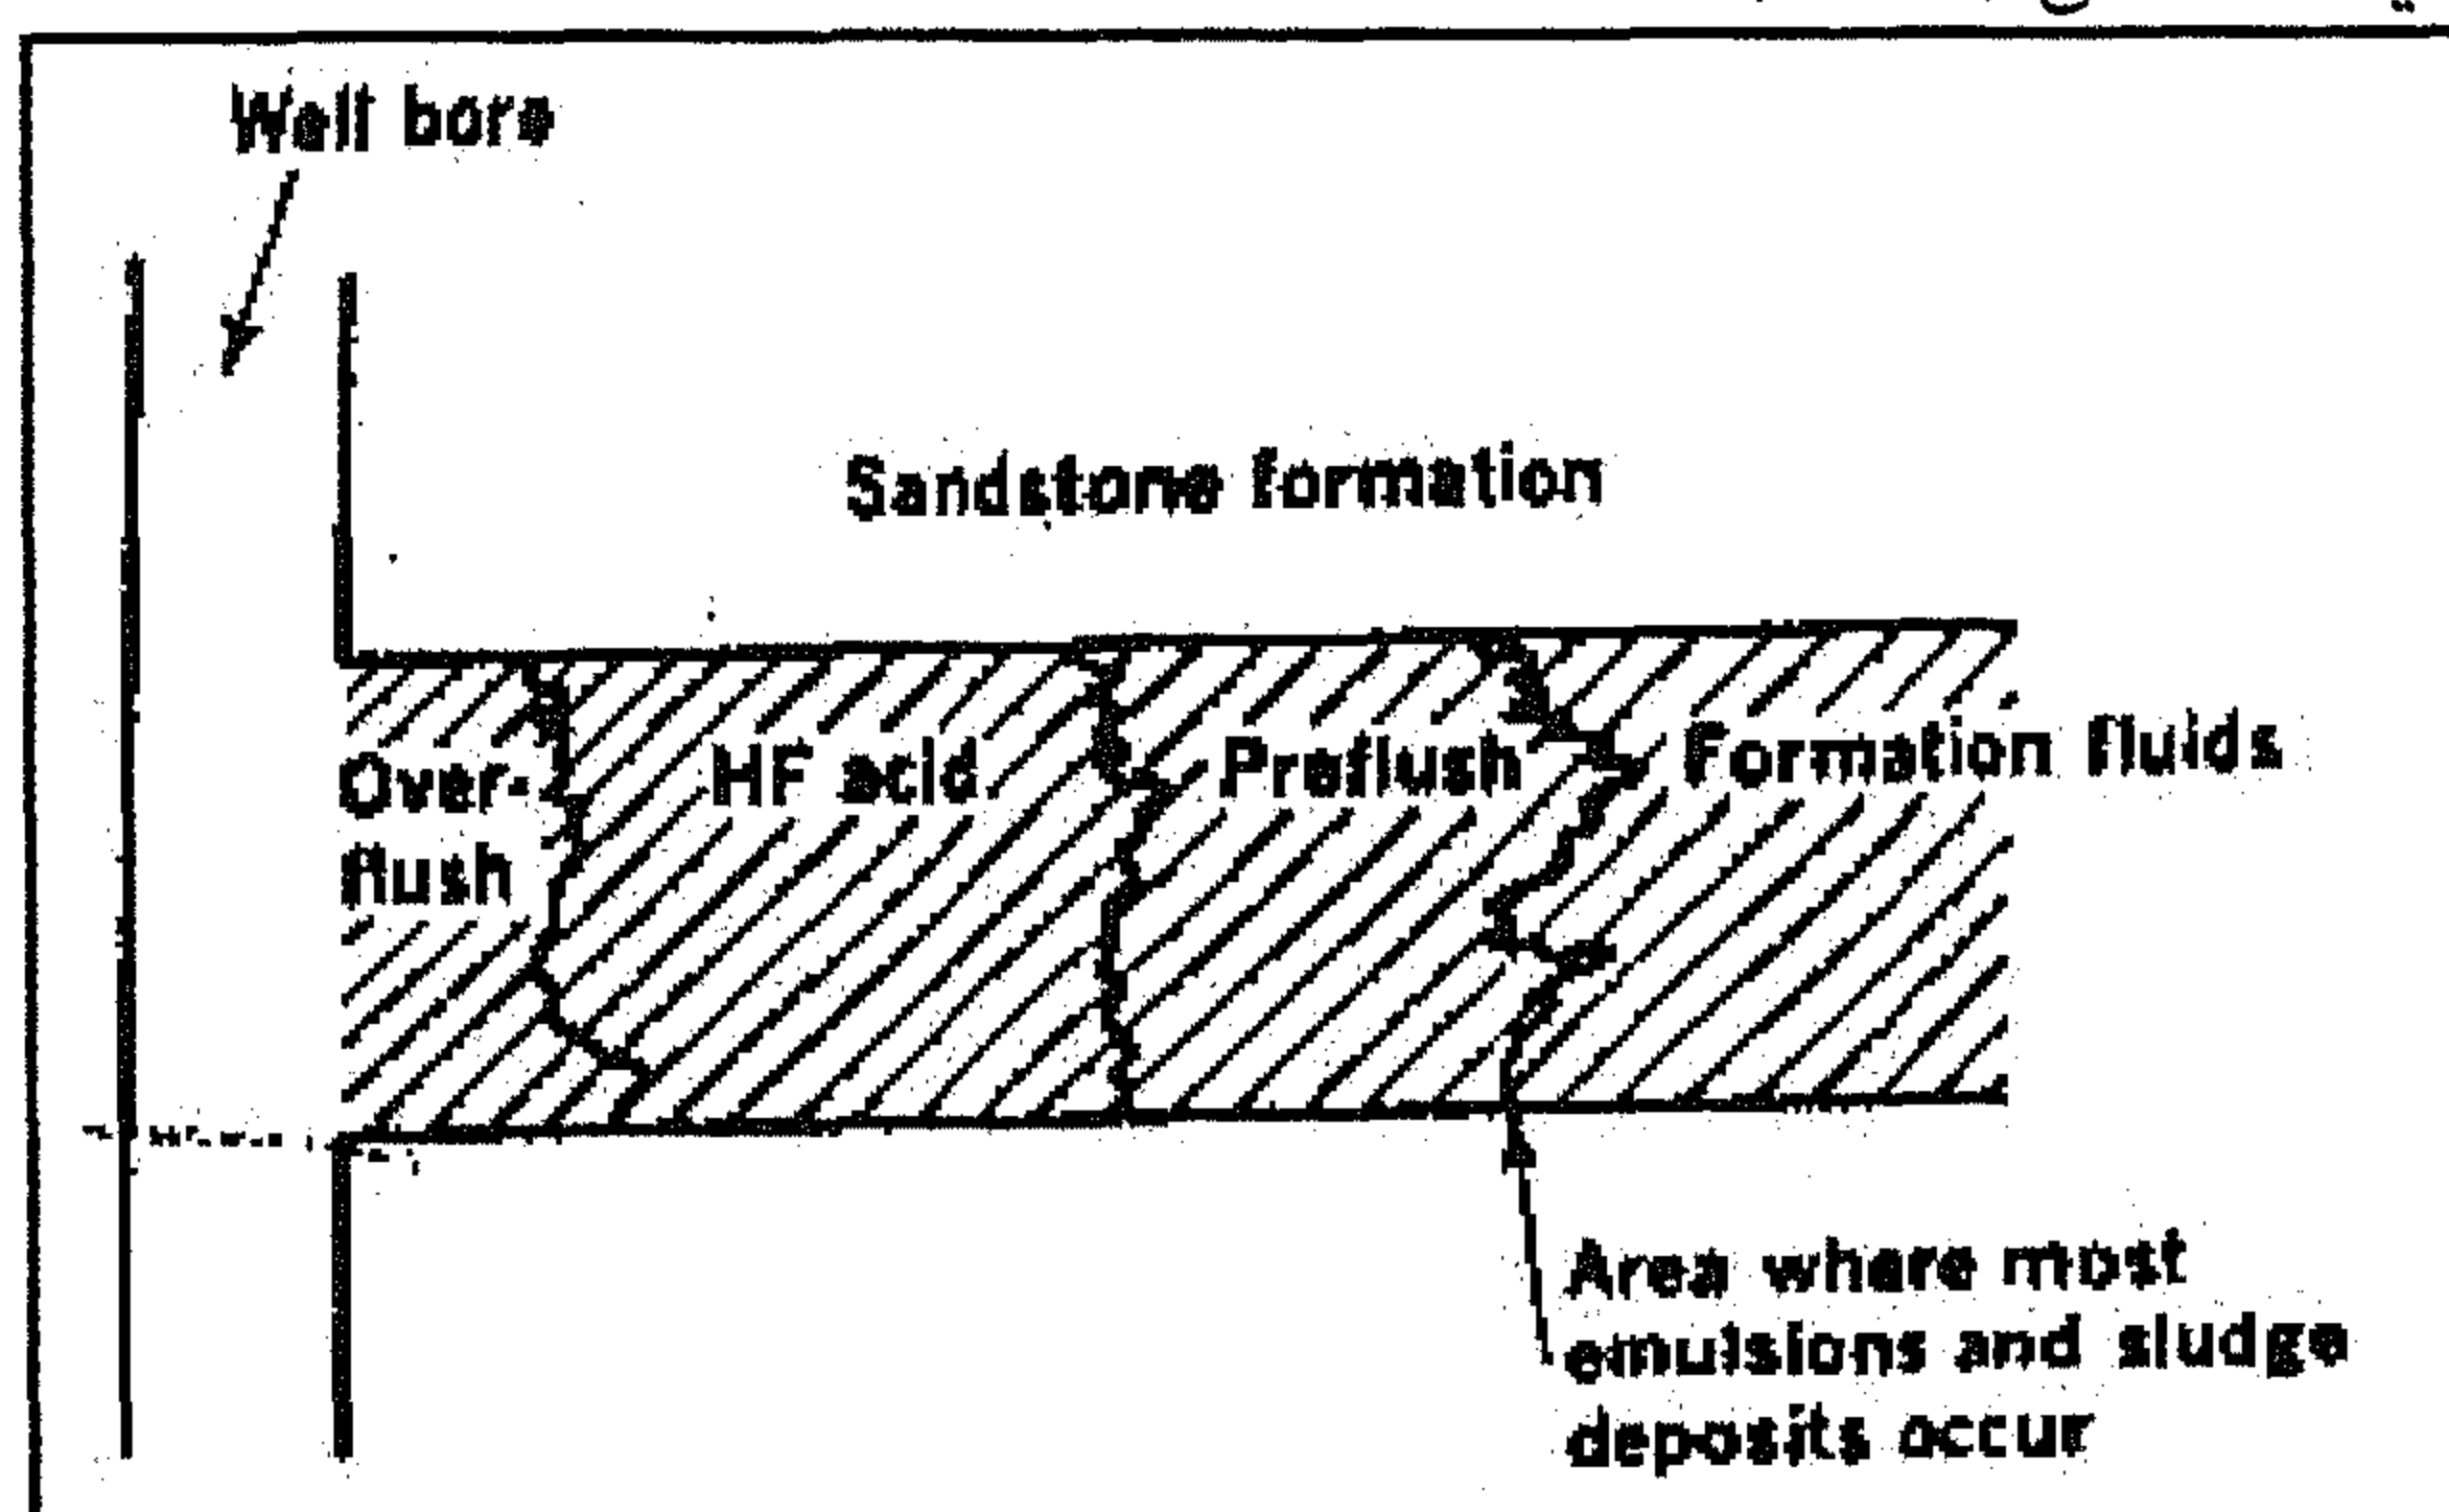 Well bore
Sandstone formation
Over-
flush
HF acid
Preflush
Formation fluids
Area where most
emulsions and sludge
deposits occur